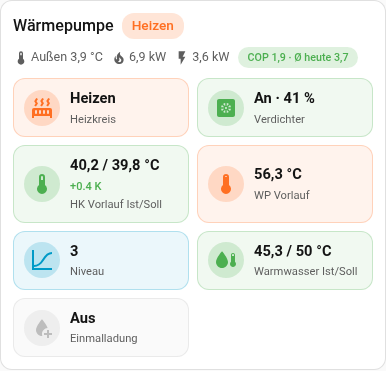 Wärmepumpe Heizen
Außen 3,9 °C 6,9 kW 3,6 kW COP 1,9 · Ø heute 3,7
Heizen
Heizkreis
An · 41 %
Verdichter
40,2 / 39,8 °C
+0.4 K
HK Vorlauf Ist/Soll
56,3 °C
WP Vorlauf
3
Niveau
45,3 / 50 °C
Warmwasser Ist/Soll
Aus
Einmalladung